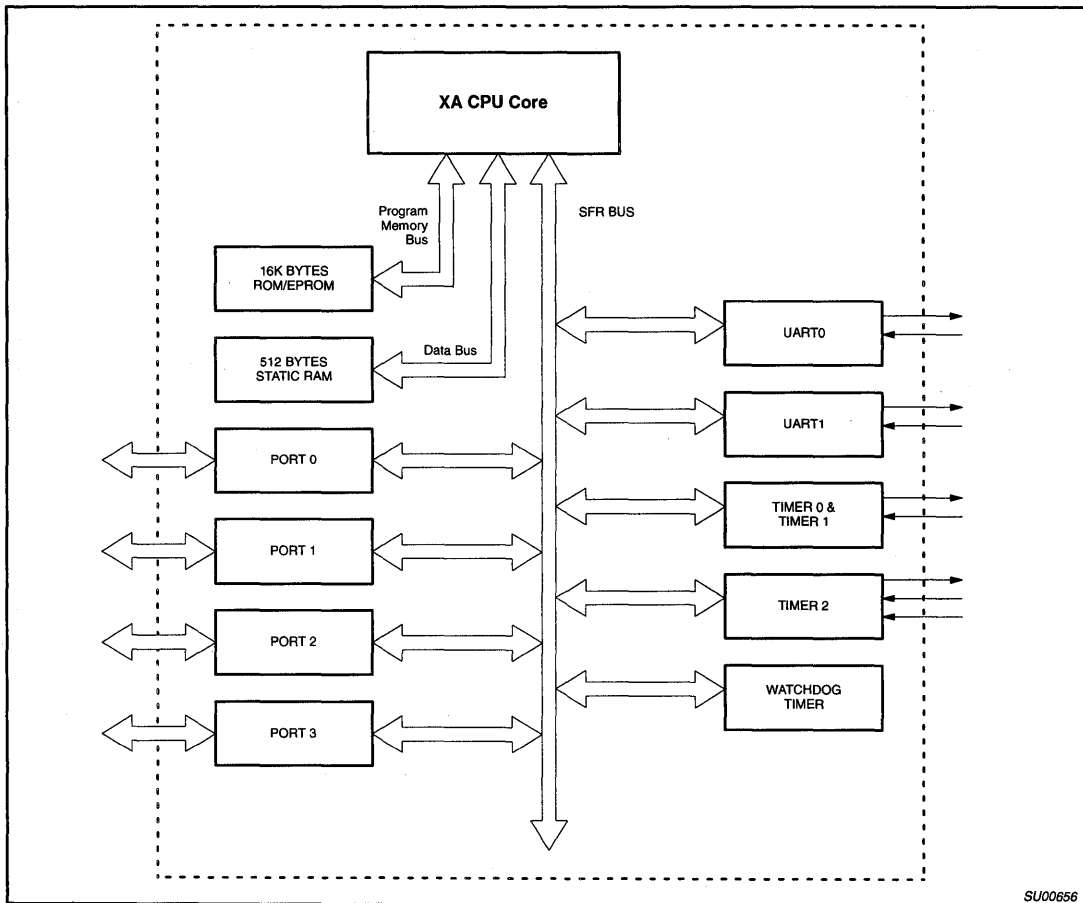 XA CPU Core
Program
Memory
Bus
SFR BUS
16K BYTES
ROM/EPROM
Data Bus
512 BYTES
STATIC RAM
PORT 0
PORT 1
PORT 2
PORT 3
UART0
UART1
TIMER 0 &
TIMER 1
TIMER 2
WATCHDOG
TIMER
SU00656